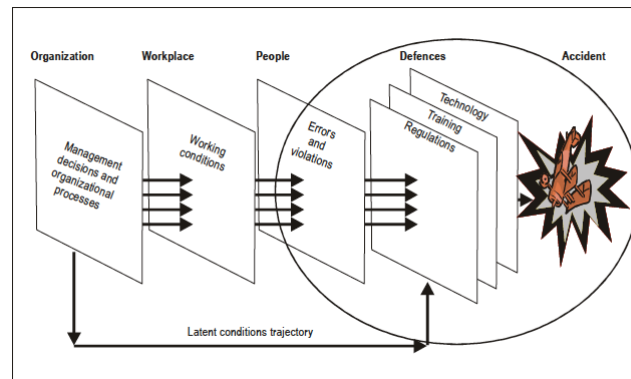 Organization
Workplace
People
Defences
Accident
Management
decisions and
organizational
processes
Working
conditions
Errors
and
violations
Technology
Training
Regulations
Latent conditions trajectory